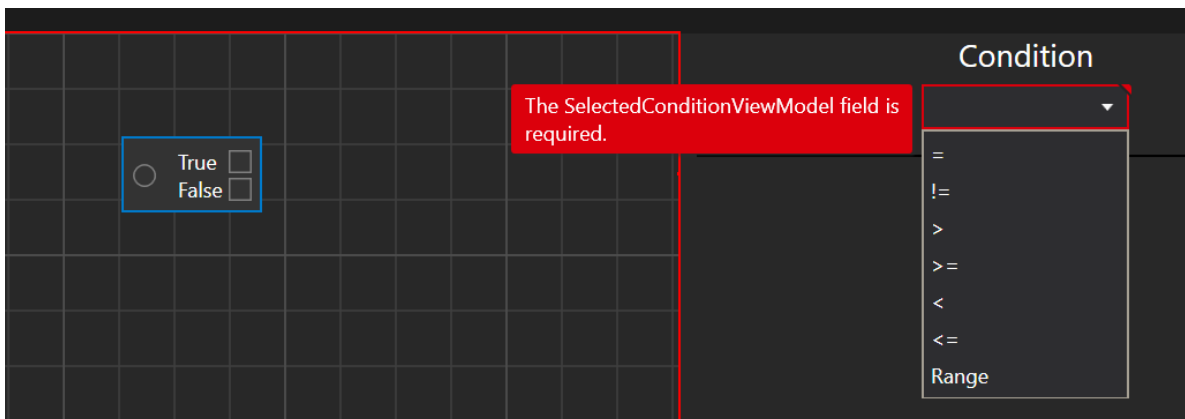 Condition
The SelectedConditionViewModel field is
required.
True
False
=
!=
>
>=
<
<=
Range